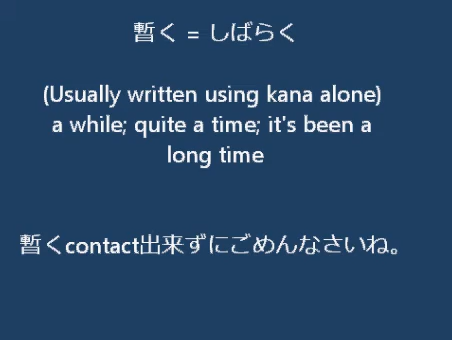 暫く = しばらく
(Usually written using kana alone)
a while; quite a time; it's been a
long time
暫くcontact出来ずにごめんなさいね。